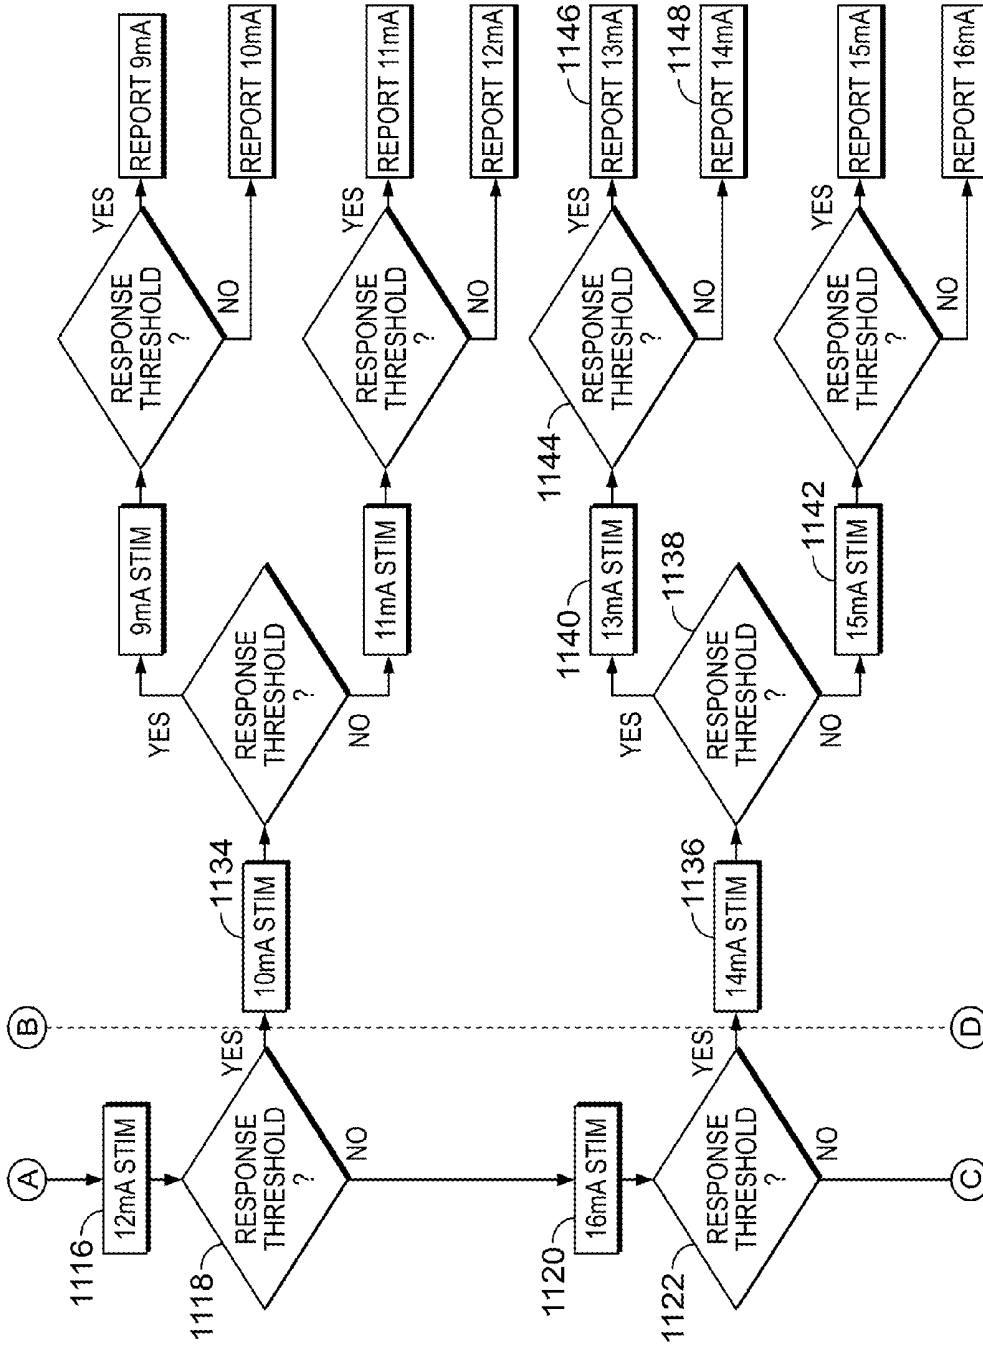 A
B
1116
12mA STIM
1118
RESPONSE
THRESHOLD
?
YES
NO
1134
10mA STIM
RESPONSE
THRESHOLD
?
YES
NO
9mA STIM
RESPONSE
THRESHOLD
?
YES
NO
REPORT 9mA
REPORT 10mA
11mA STIM
RESPONSE
THRESHOLD
?
YES
NO
REPORT 11mA
REPORT 12mA
1120
16mA STIM
1122
RESPONSE
THRESHOLD
?
YES
NO
1136
14mA STIM
1138
RESPONSE
THRESHOLD
?
YES
NO
1140
13mA STIM
1144
RESPONSE
THRESHOLD
?
YES
NO
1146
REPORT 13mA
1148
REPORT 14mA
1142
15mA STIM
RESPONSE
THRESHOLD
?
YES
NO
REPORT 15mA
REPORT 16mA
C
D